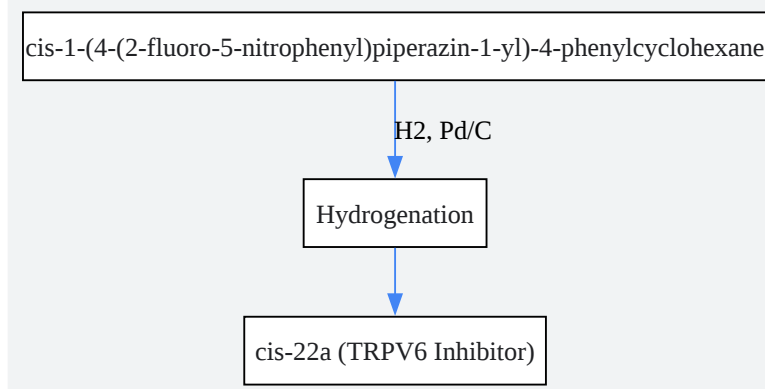 cis-1-(4-(2-fluoro-5-nitrophenyl)piperazin-1-yl)-4-phenylcyclohexane
H2, Pd/C
Hydrogenation
cis-22a (TRPV6 Inhibitor)